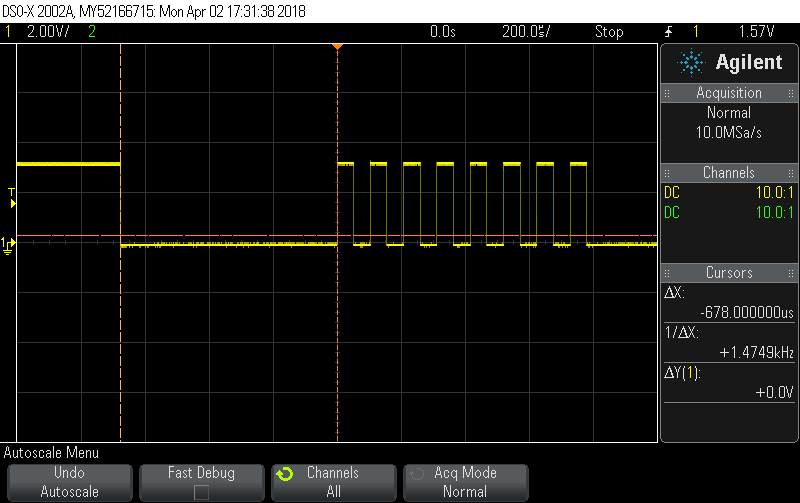 DSO-X 2002A, MY52166715: Mon Apr 02 17:31:38 2018
1 2.00V/ 2 0.0s 200.0us/ Stop 1 1.57V
Agilent
Acquisition
Normal
10.0MSa/s
Channels
DC 10.0:1
DC 10.0:1
Cursors
ΔX:
-678.000000us
1/ΔX:
+1.4749kHz
ΔY(1):
+0.0V
T
1
Autoscale Menu
Undo
Autoscale
Fast Debug
Channels
All
Acq Mode
Normal